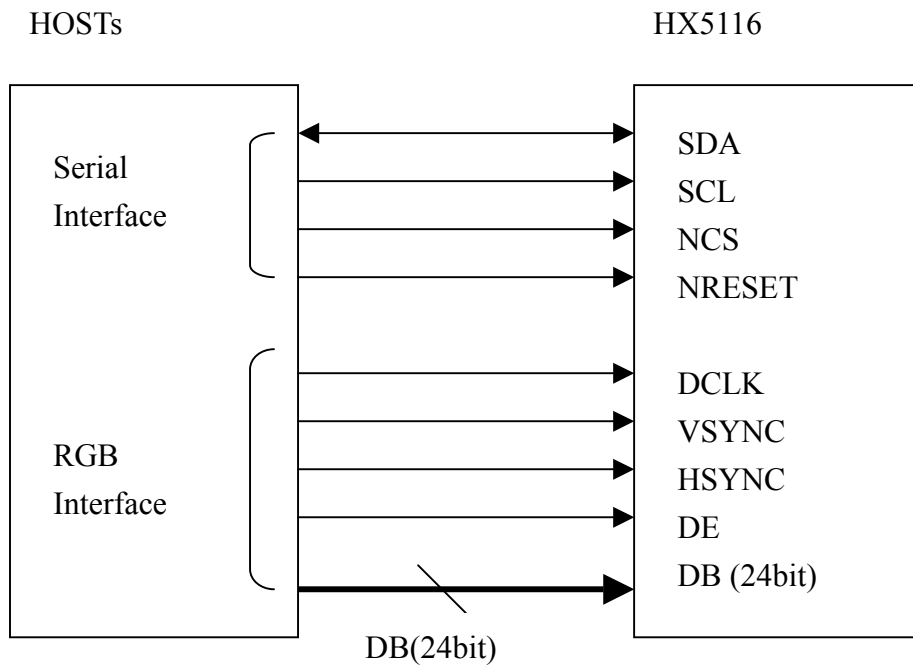 HOSTs
HX5116
Serial
Interface
SDA
SCL
NCS
NRESET
RGB
Interface
DCLK
VSYNC
HSYNC
DE
DB (24bit)
DB(24bit)